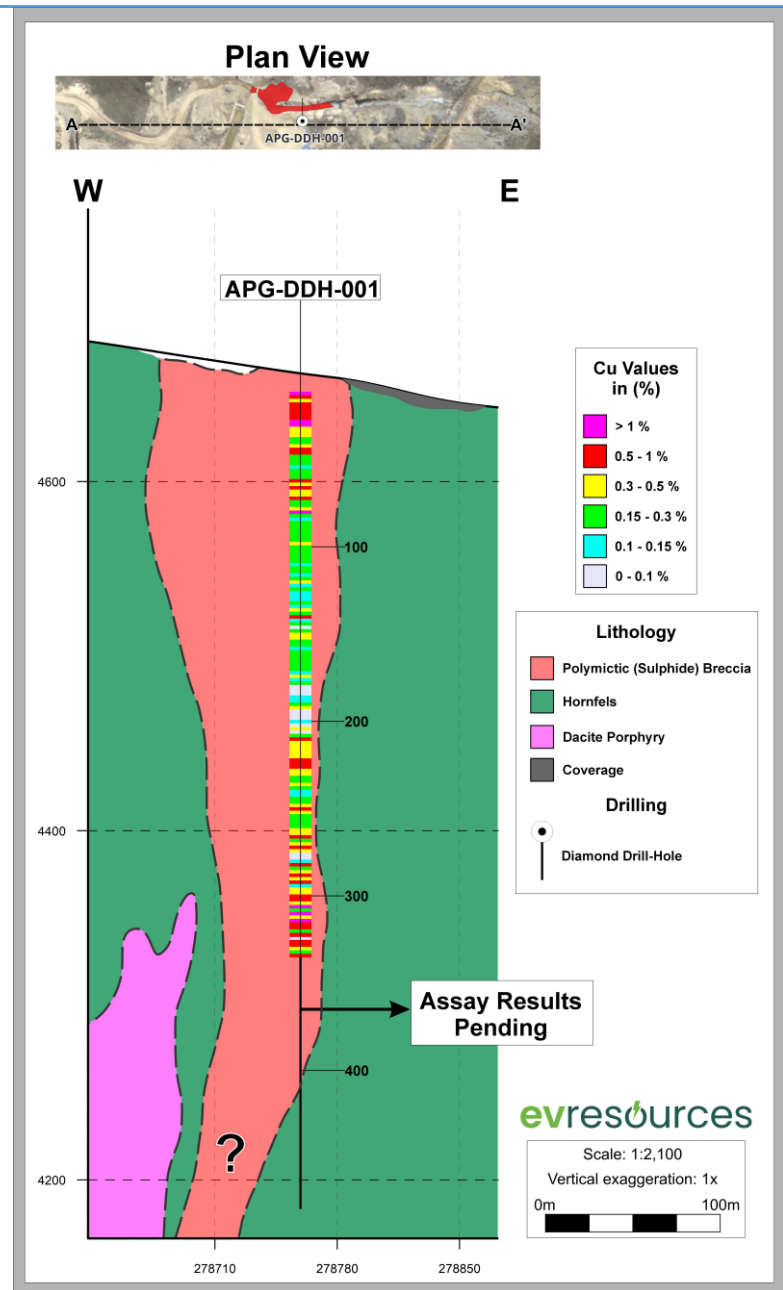 Plan View
A
A'
APG-DDH-001
W
E
APG-DDH-001
Cu Values
in (%)
> 1 %
0.5 - 1 %
0.3 - 0.5 %
0.15 - 0.3 %
0.1 - 0.15 %
0 - 0.1 %
4600
100
Lithology
Polymictic (Sulphide) Breccia
Hornfels
Dacite Porphyry
Coverage
Drilling
Diamond Drill-Hole
200
4400
300
Assay Results
Pending
400
evresources
?
4200
Scale: 1:2,100
Vertical exaggeration: 1x
0m
100m
278710
278780
278850